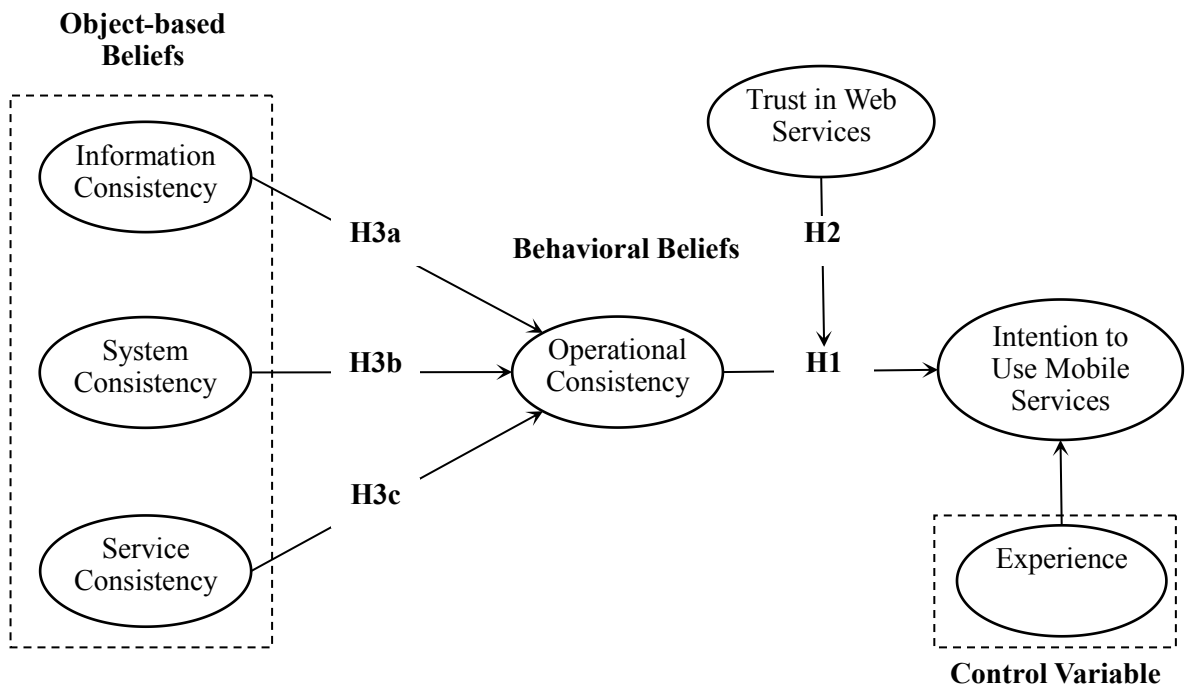 Object-based
Beliefs
Information
Consistency
System
Consistency
Service
Consistency
H3a
H3b
H3c
Behavioral Beliefs
Operational
Consistency
Trust in Web
Services
H2
H1
Intention to
Use Mobile
Services
Experience
Control Variable